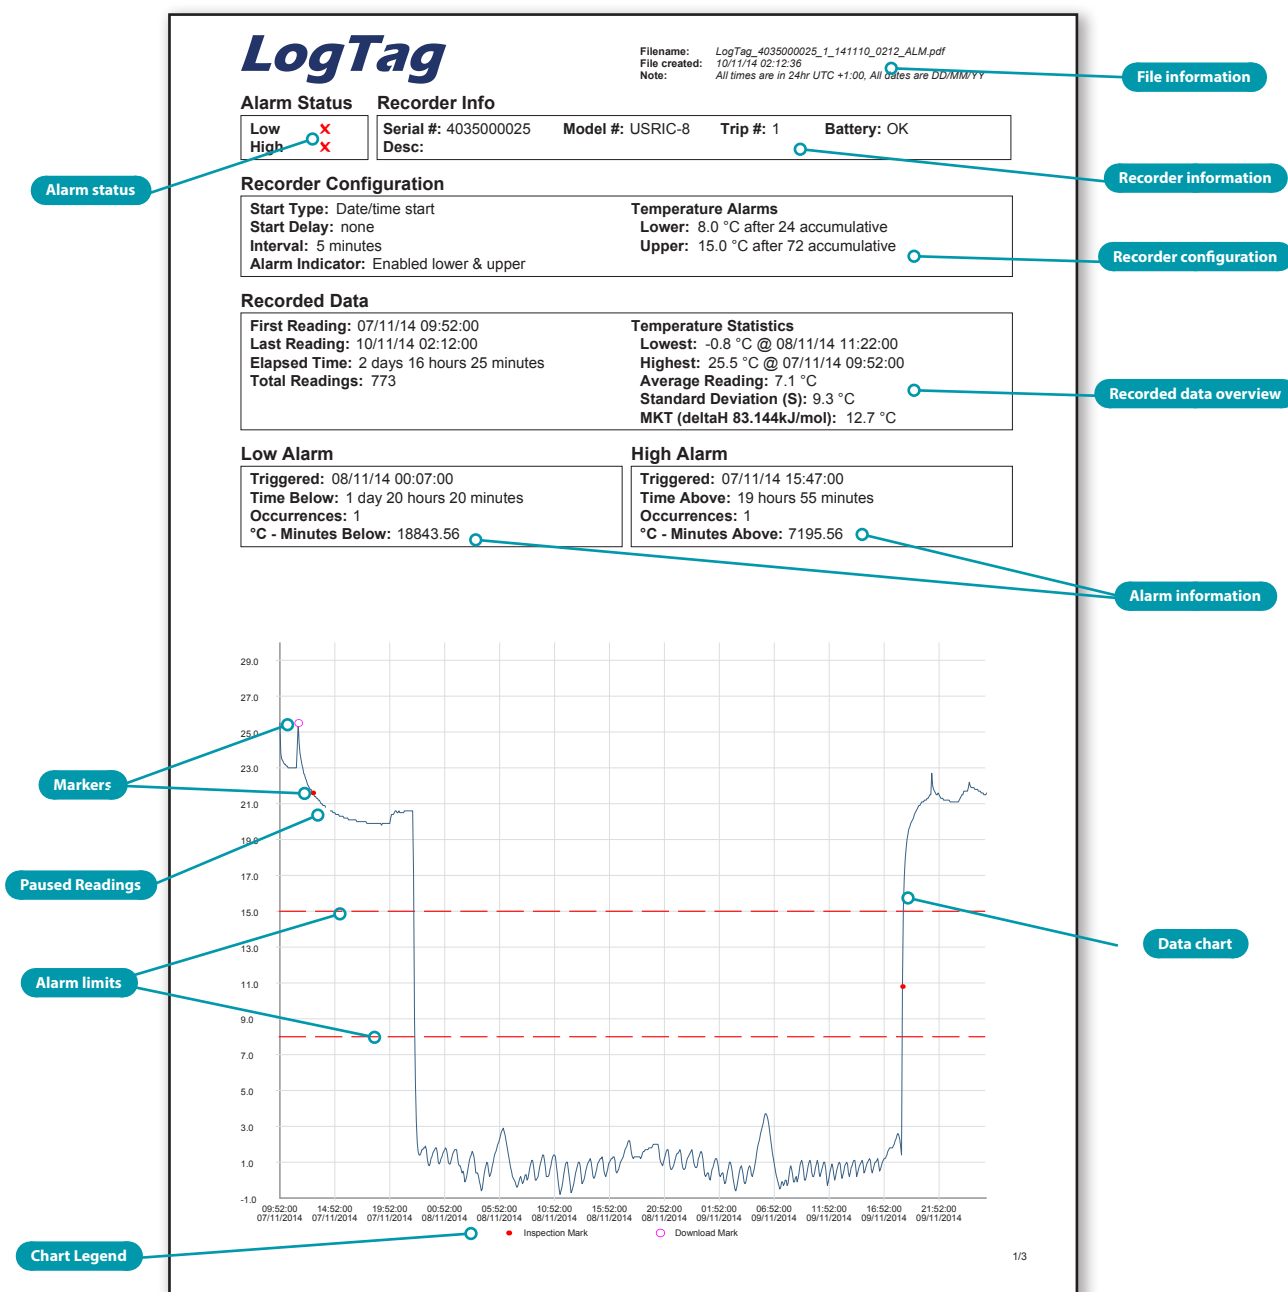 LogTag
Filename: LogTag_4035000025_1_141110_0212_ALM.pdf
File created: 10/11/14 02:12:36
Note: All times are in 24hr UTC +1:00, All dates are DD/MM/YY
File information
Alarm Status Recorder Info
Low X Serial #: 4035000025 Model #: USRIC-8 Trip #: 1 Battery: OK
High X Desc:
Alarm status
Recorder information
Recorder Configuration
Start Type: Date/time start Temperature Alarms
Start Delay: none Lower: 8.0 °C after 24 accumulative
Interval: 5 minutes Upper: 15.0 °C after 72 accumulative
Alarm Indicator: Enabled lower & upper
Recorder configuration
Recorded Data
First Reading: 07/11/14 09:52:00 Temperature Statistics
Last Reading: 10/11/14 02:12:00 Lowest: -0.8 °C @ 08/11/14 11:22:00
Elapsed Time: 2 days 16 hours 25 minutes Highest: 25.5 °C @ 07/11/14 09:52:00
Total Readings: 773 Average Reading: 7.1 °C
Standard Deviation (S): 9.3 °C
MKT (deltaH 83.144kJ/mol): 12.7 °C
Recorded data overview
Low Alarm High Alarm
Triggered: 08/11/14 00:07:00 Triggered: 07/11/14 15:47:00
Time Below: 1 day 20 hours 20 minutes Time Above: 19 hours 55 minutes
Occurrences: 1 Occurrences: 1
°C - Minutes Below: 18843.56 °C - Minutes Above: 7195.56
Alarm information
29.0
27.0
25.0
23.0
Markers
21.0
19.0
Paused Readings
17.0
15.0
13.0
Data chart
Alarm limits
11.0
9.0
7.0
5.0
3.0
1.0
-1.0
09:52:00 14:52:00 19:52:00 00:52:00 05:52:00 10:52:00 15:52:00 20:52:00 01:52:00 06:52:00 11:52:00 16:52:00 21:52:00
07/11/2014 07/11/2014 07/11/2014 08/11/2014 08/11/2014 08/11/2014 08/11/2014 08/11/2014 09/11/2014 09/11/2014 09/11/2014 09/11/2014 09/11/2014
Inspection Mark Download Mark
Chart Legend
1/3